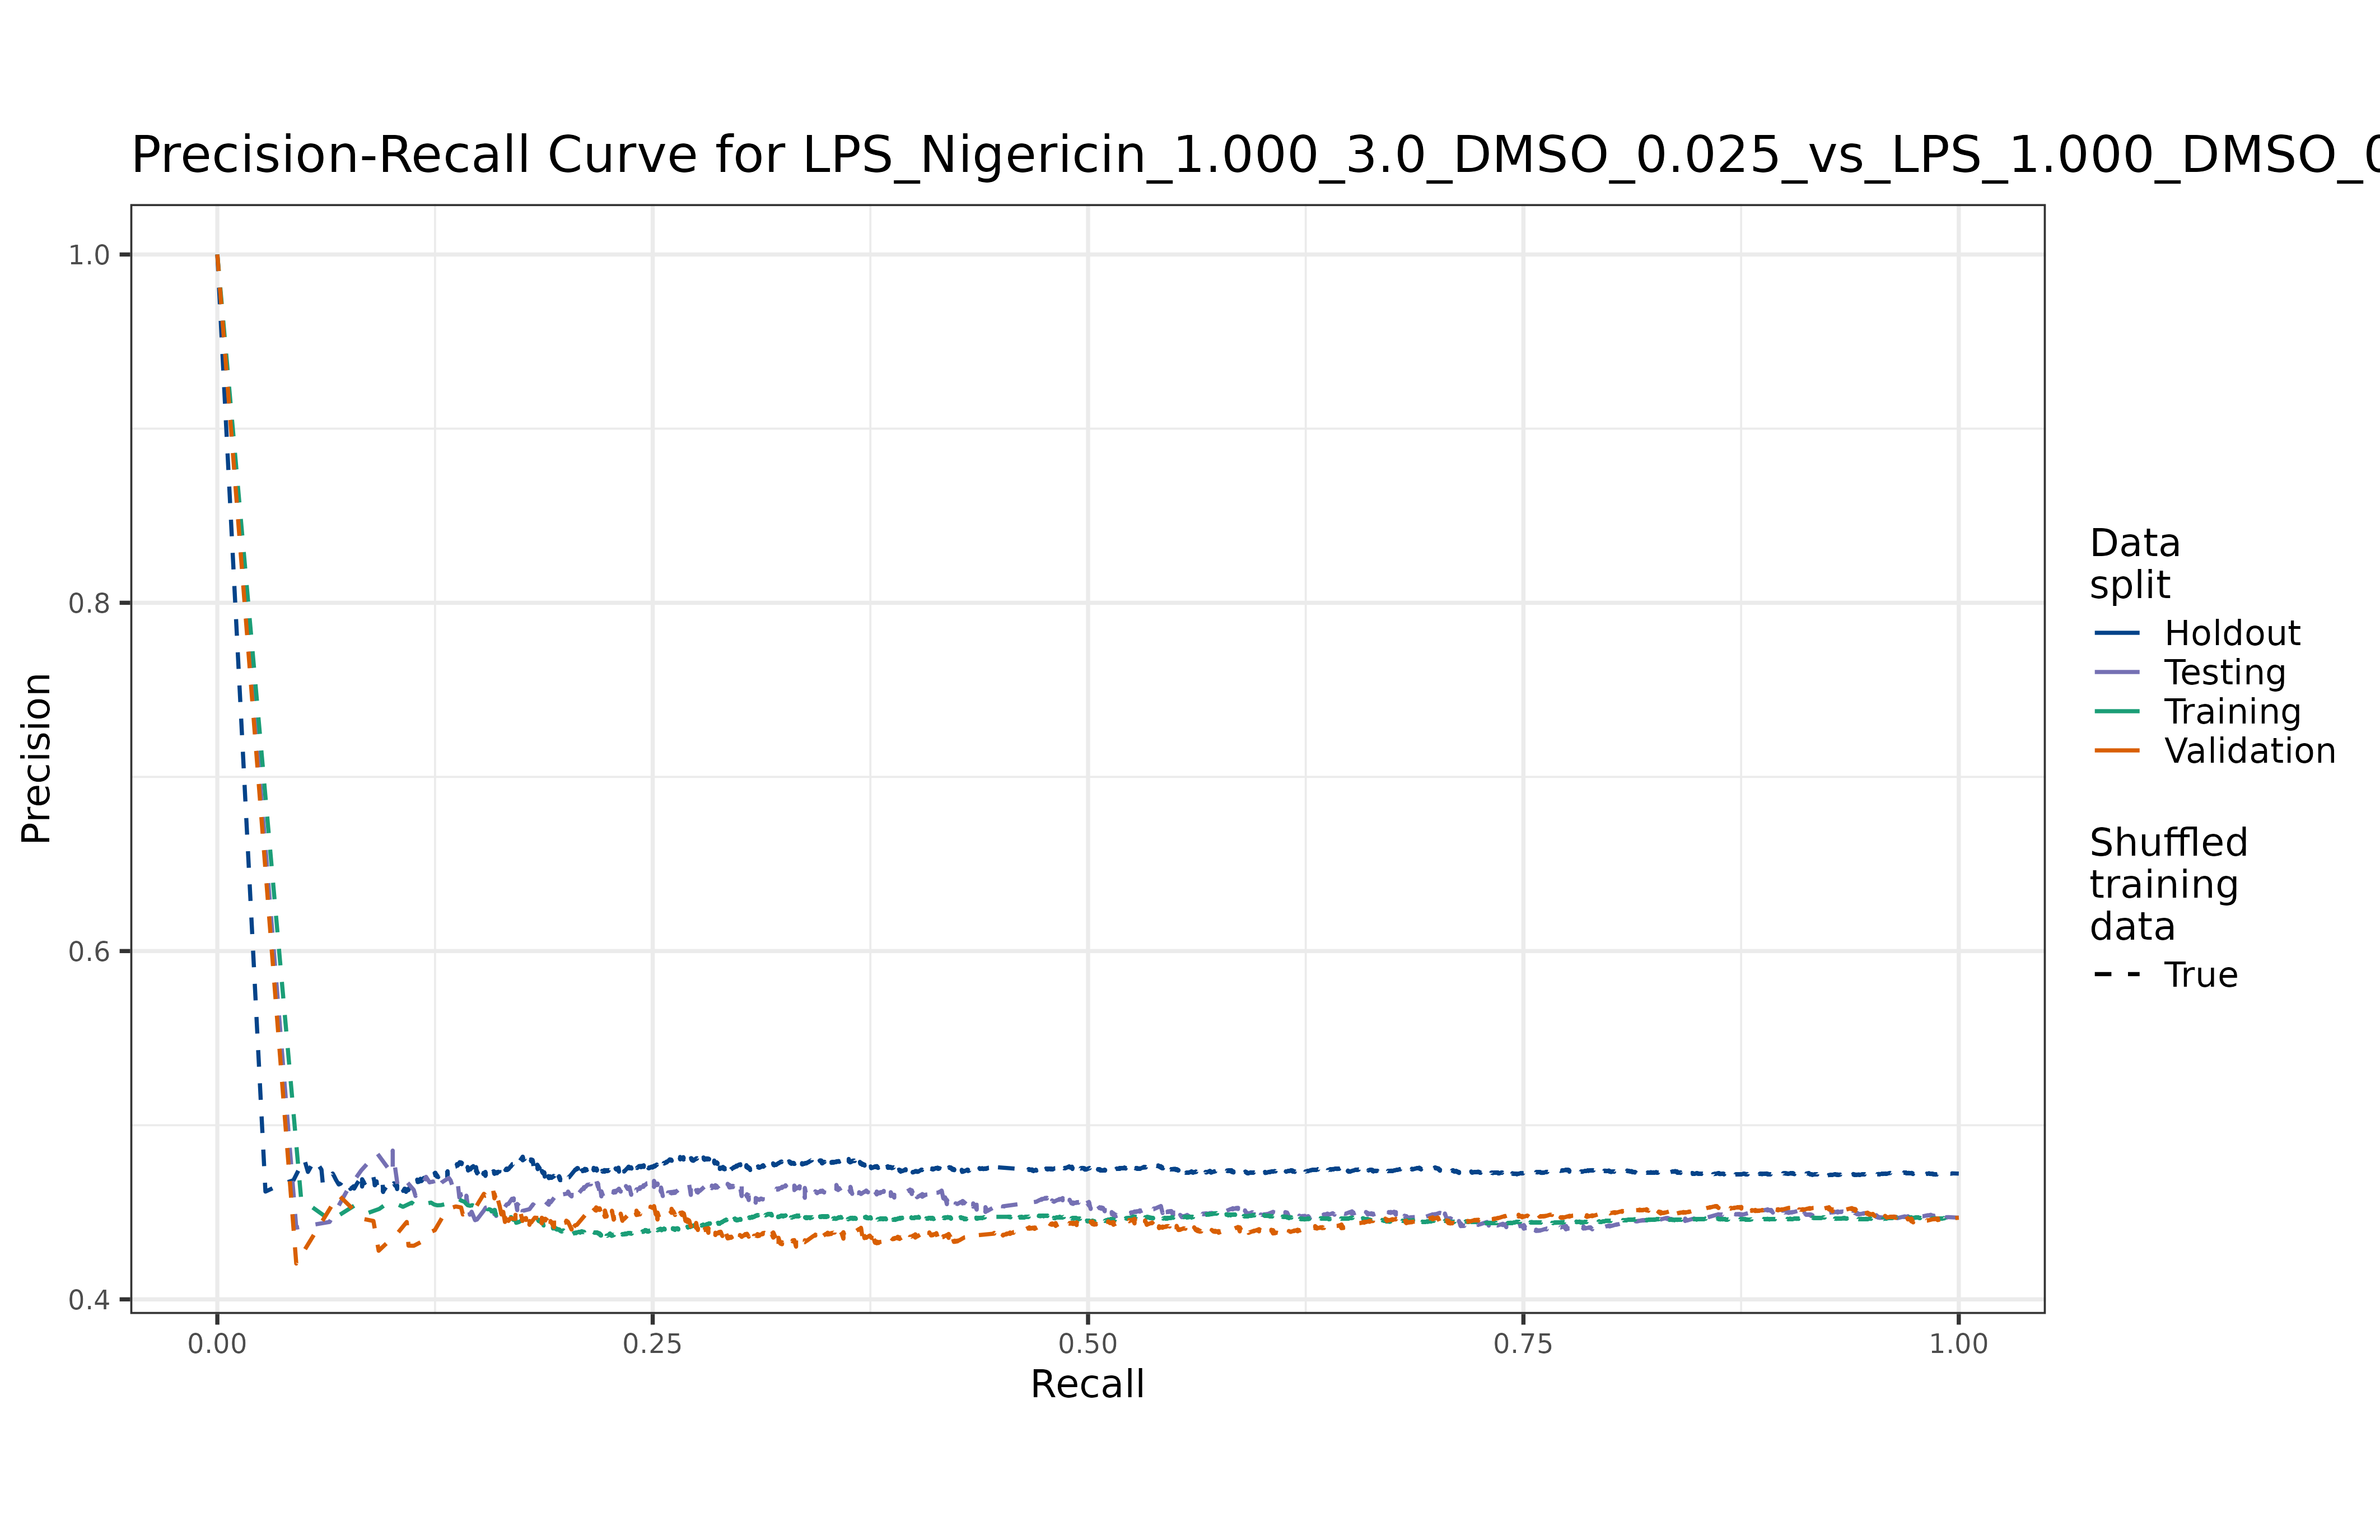 Precision-Recall Curve for LPS_Nigericin_1.000_3.0_DMSO_0.025_vs_LPS_1.000_DMSO_0
1.0
0.8
0.6
0.4
Precision
0.00
0.25
0.50
0.75
1.00
Recall
Data
split
Holdout
Testing
Training
Validation
Shuffled
training
data
True